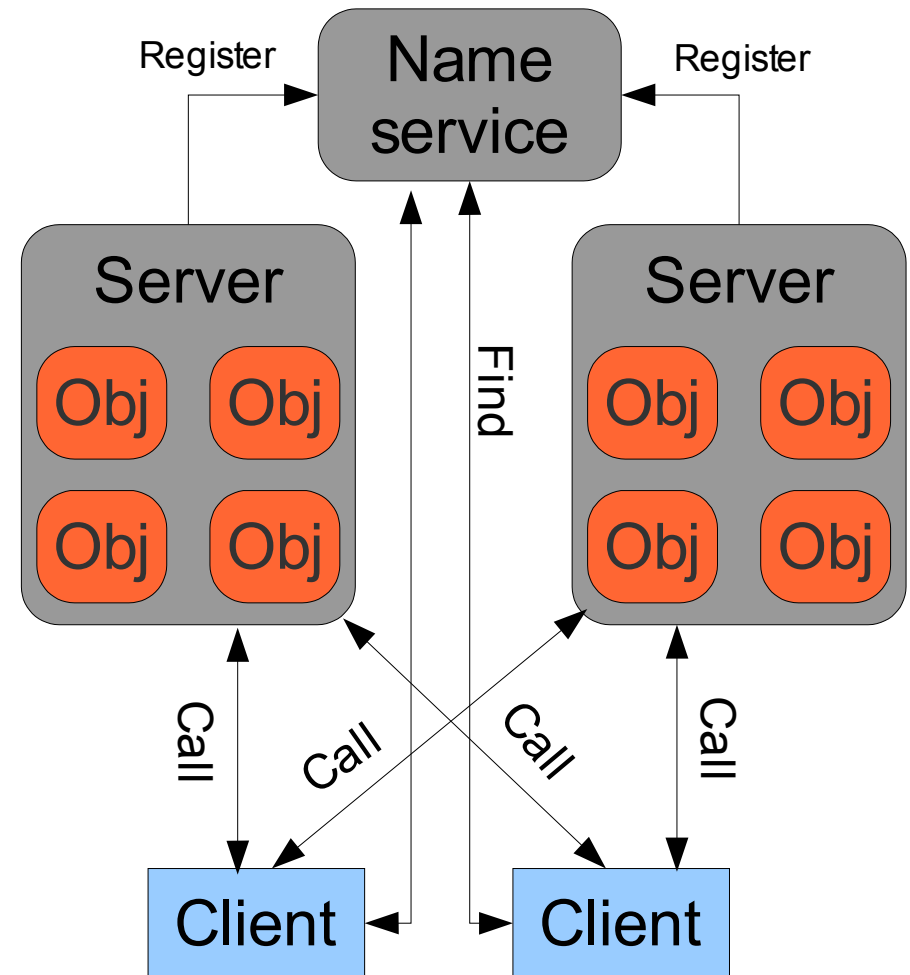 Register
Name
service
Register
Server
Server
Obj
Obj
Obj
Obj
Find
Obj
Obj
Obj
Obj
Call
Call
Call
Call
Client
Client